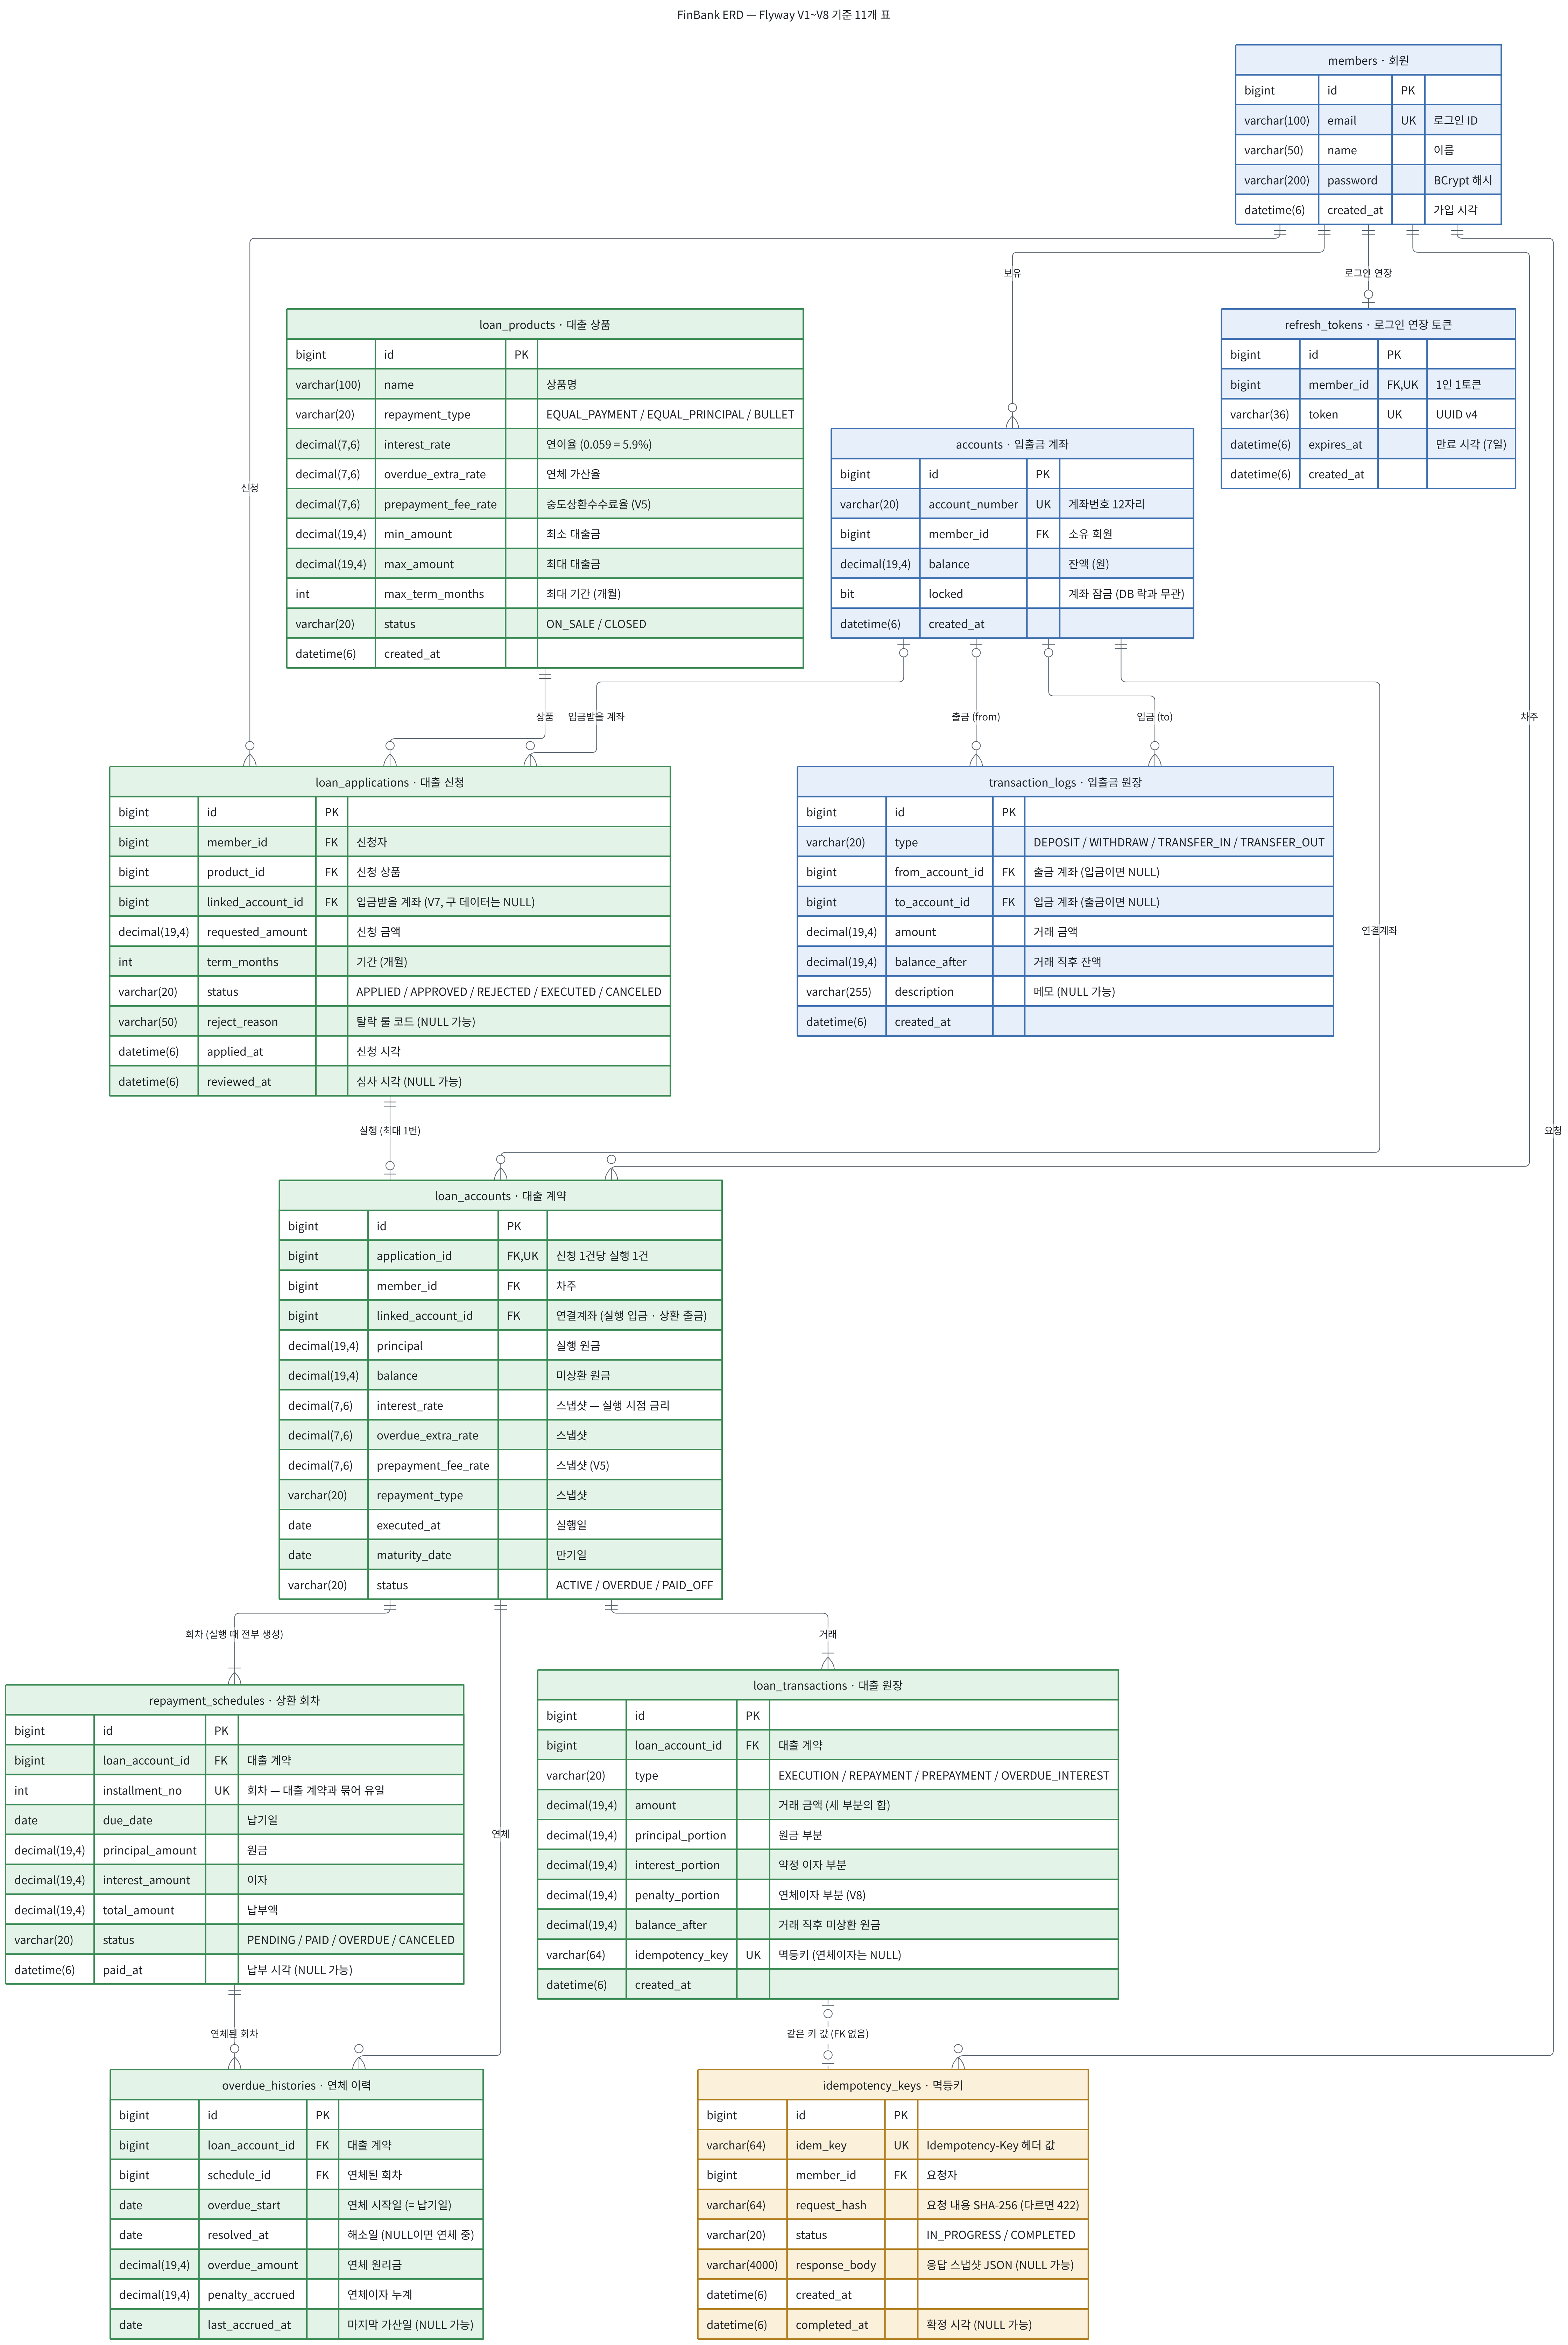 FinBank ERD — Flyway V1~V8 기준 11개 표
members · 회원
bigint id PK
varchar(100) email UK 로그인 ID
varchar(50) name 이름
varchar(200) password BCrypt 해시
datetime(6) created_at 가입 시각
보유
로그인 연장
loan_products · 대출 상품
bigint id PK
varchar(100) name 상품명
varchar(20) repayment_type EQUAL_PAYMENT / EQUAL_PRINCIPAL / BULLET
decimal(7,6) interest_rate 연이율 (0.059 = 5.9%)
decimal(7,6) overdue_extra_rate 연체 가산율
decimal(7,6) prepayment_fee_rate 중도상환수수료율 (V5)
decimal(19,4) min_amount 최소 대출금
decimal(19,4) max_amount 최대 대출금
int max_term_months 최대 기간 (개월)
varchar(20) status ON_SALE / CLOSED
datetime(6) created_at
refresh_tokens · 로그인 연장 토큰
bigint id PK
bigint member_id FK,UK 1인 1토큰
varchar(36) token UK UUID v4
datetime(6) expires_at 만료 시각 (7일)
datetime(6) created_at
accounts · 입출금 계좌
bigint id PK
varchar(20) account_number UK 계좌번호 12자리
bigint member_id FK 소유 회원
decimal(19,4) balance 잔액 (원)
bit locked 계좌 잠금 (DB 락과 무관)
datetime(6) created_at
신청
상품
입금받을 계좌
출금 (from)
입금 (to)
차주
loan_applications · 대출 신청
bigint id PK
bigint member_id FK 신청자
bigint product_id FK 신청 상품
bigint linked_account_id FK 입금받을 계좌 (V7, 구 데이터는 NULL)
decimal(19,4) requested_amount 신청 금액
int term_months 기간 (개월)
varchar(20) status APPLIED / APPROVED / REJECTED / EXECUTED / CANCELED
varchar(50) reject_reason 탈락 룰 코드 (NULL 가능)
datetime(6) applied_at 신청 시각
datetime(6) reviewed_at 심사 시각 (NULL 가능)
transaction_logs · 입출금 원장
bigint id PK
varchar(20) type DEPOSIT / WITHDRAW / TRANSFER_IN / TRANSFER_OUT
bigint from_account_id FK 출금 계좌 (입금이면 NULL)
bigint to_account_id FK 입금 계좌 (출금이면 NULL)
decimal(19,4) amount 거래 금액
decimal(19,4) balance_after 거래 직후 잔액
varchar(255) description 메모 (NULL 가능)
datetime(6) created_at
연결계좌
실행 (최대 1번)
요청
loan_accounts · 대출 계약
bigint id PK
bigint application_id FK,UK 신청 1건당 실행 1건
bigint member_id FK 차주
bigint linked_account_id FK 연결계좌 (실행 입금 · 상환 출금)
decimal(19,4) principal 실행 원금
decimal(19,4) balance 미상환 원금
decimal(7,6) interest_rate 스냅샷 — 실행 시점 금리
decimal(7,6) overdue_extra_rate 스냅샷
decimal(7,6) prepayment_fee_rate 스냅샷 (V5)
varchar(20) repayment_type 스냅샷
date executed_at 실행일
date maturity_date 만기일
varchar(20) status ACTIVE / OVERDUE / PAID_OFF
회차 (실행 때 전부 생성)
거래
repayment_schedules · 상환 회차
bigint id PK
bigint loan_account_id FK 대출 계약
int installment_no UK 회차 — 대출 계약과 묶어 유일
date due_date 납기일
decimal(19,4) principal_amount 원금
decimal(19,4) interest_amount 이자
decimal(19,4) total_amount 납부액
varchar(20) status PENDING / PAID / OVERDUE / CANCELED
datetime(6) paid_at 납부 시각 (NULL 가능)
연체
loan_transactions · 대출 원장
bigint id PK
bigint loan_account_id FK 대출 계약
varchar(20) type EXECUTION / REPAYMENT / PREPAYMENT / OVERDUE_INTEREST
decimal(19,4) amount 거래 금액 (세 부분의 합)
decimal(19,4) principal_portion 원금 부분
decimal(19,4) interest_portion 약정 이자 부분
decimal(19,4) penalty_portion 연체이자 부분 (V8)
decimal(19,4) balance_after 거래 직후 미상환 원금
varchar(64) idempotency_key UK 멱등키 (연체이자는 NULL)
datetime(6) created_at
연체된 회차
같은 키 값 (FK 없음)
overdue_histories · 연체 이력
bigint id PK
bigint loan_account_id FK 대출 계약
bigint schedule_id FK 연체된 회차
date overdue_start 연체 시작일 (= 납기일)
date resolved_at 해소일 (NULL이면 연체 중)
decimal(19,4) overdue_amount 연체 원리금
decimal(19,4) penalty_accrued 연체이자 누계
date last_accrued_at 마지막 가산일 (NULL 가능)
idempotency_keys · 멱등키
bigint id PK
varchar(64) idem_key UK Idempotency-Key 헤더 값
bigint member_id FK 요청자
varchar(64) request_hash 요청 내용 SHA-256 (다르면 422)
varchar(20) status IN_PROGRESS / COMPLETED
varchar(4000) response_body 응답 스냅샷 JSON (NULL 가능)
datetime(6) created_at
datetime(6) completed_at 확정 시각 (NULL 가능)